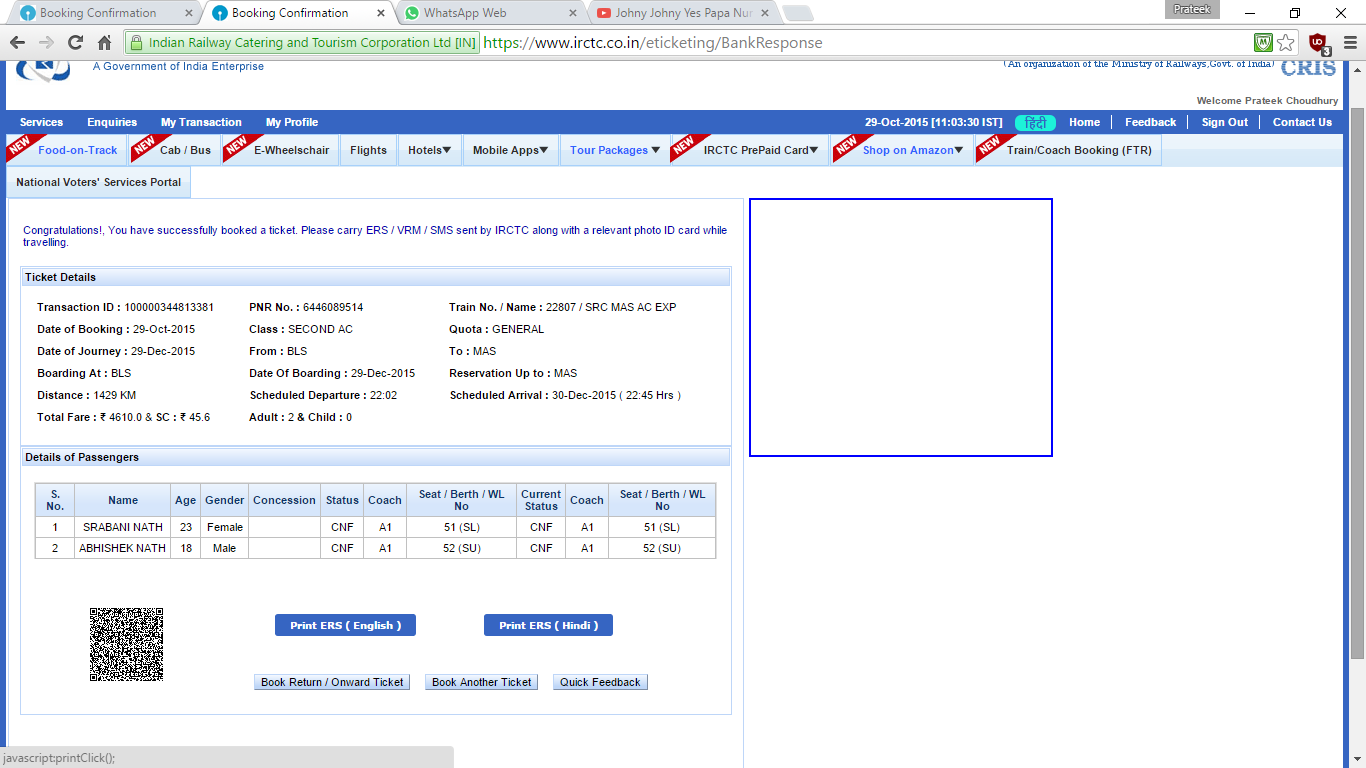 Booking Confirmation
Booking Confirmation
WhatsApp Web
Johny Johny Yes Papa Nur
Prateek
Indian Railway Catering and Tourism Corporation Ltd [IN] https://www.irctc.co.in/eticketing/BankResponse
3
A Government of India Enterprise
(An organization of the Ministry of Railways,Govt. of India)
CRIS
Welcome Prateek Choudhury
Services Enquiries My Transaction My Profile 29-Oct-2015 [11:03:30 IST] हिंदी Home Feedback Sign Out Contact Us
NEW Food-on-Track NEW Cab / Bus NEW E-Wheelschair Flights Hotels▼ Mobile Apps▼ Tour Packages ▼ NEW IRCTC PrePaid Card▼ NEW Shop on Amazon▼ NEW Train/Coach Booking (FTR)
National Voters' Services Portal
Congratulations!, You have successfully booked a ticket. Please carry ERS / VRM / SMS sent by IRCTC along with a relevant photo ID card while
travelling.
Ticket Details
Transaction ID : 100000344813381 PNR No. : 6446089514 Train No. / Name : 22807 / SRC MAS AC EXP
Date of Booking : 29-Oct-2015 Class : SECOND AC Quota : GENERAL
Date of Journey : 29-Dec-2015 From : BLS To : MAS
Boarding At : BLS Date Of Boarding : 29-Dec-2015 Reservation Up to : MAS
Distance : 1429 KM Scheduled Departure : 22:02 Scheduled Arrival : 30-Dec-2015 ( 22:45 Hrs )
Total Fare : ₹ 4610.0 & SC : ₹ 45.6 Adult : 2 & Child : 0
Details of Passengers
S. No. Name Age Gender Concession Status Coach Seat / Berth / WL No Current Status Coach Seat / Berth / WL No
1 SRABANI NATH 23 Female CNF A1 51 (SL) CNF A1 51 (SL)
2 ABHISHEK NATH 18 Male CNF A1 52 (SU) CNF A1 52 (SU)
Print ERS ( English ) Print ERS ( Hindi )
Book Return / Onward Ticket Book Another Ticket Quick Feedback
javascript:printClick();